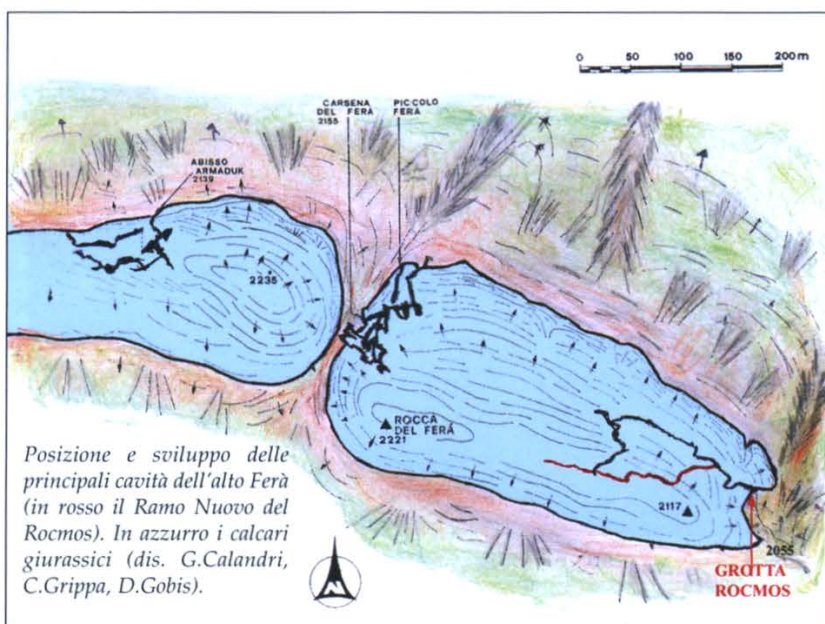 0 50 100 150 200 m
CARSENA
DEL FERÀ
2155
PICCOLO
FERÀ
ABISSO
ARMADUK
2139
2235
ROCCA
DEL FERÀ
2221
2117
2055
GROTTA
ROCMOS
Posizione e sviluppo delle
principali cavità dell'alto Ferà
(in rosso il Ramo Nuovo del
Rocmos). In azzurro i calcari
giurassici (dis. G.Calandri,
C.Grippa, D.Gobis).
N